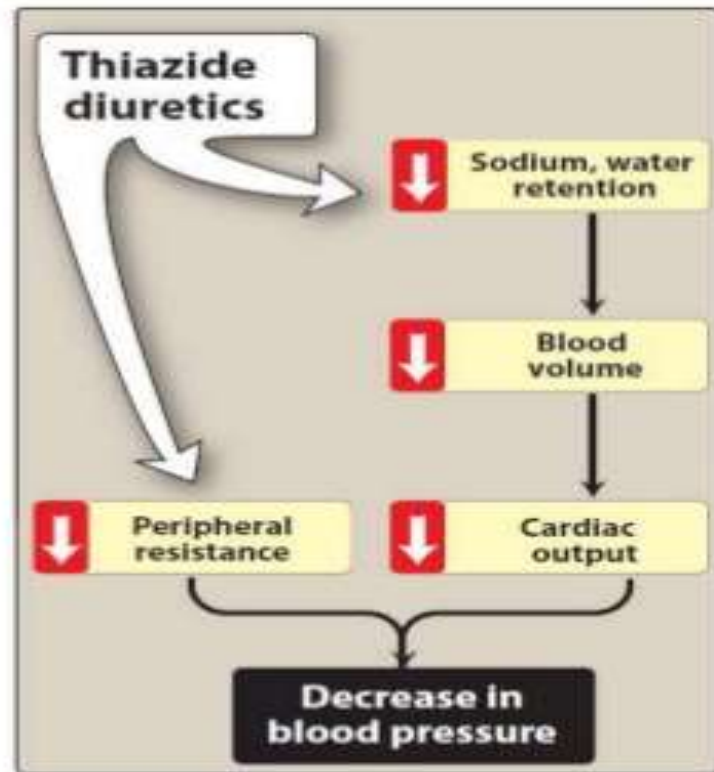 Thiazide
diuretics
Sodium, water
retention
Blood
volume
Peripheral
resistance
Cardiac
output
Decrease in
blood pressure